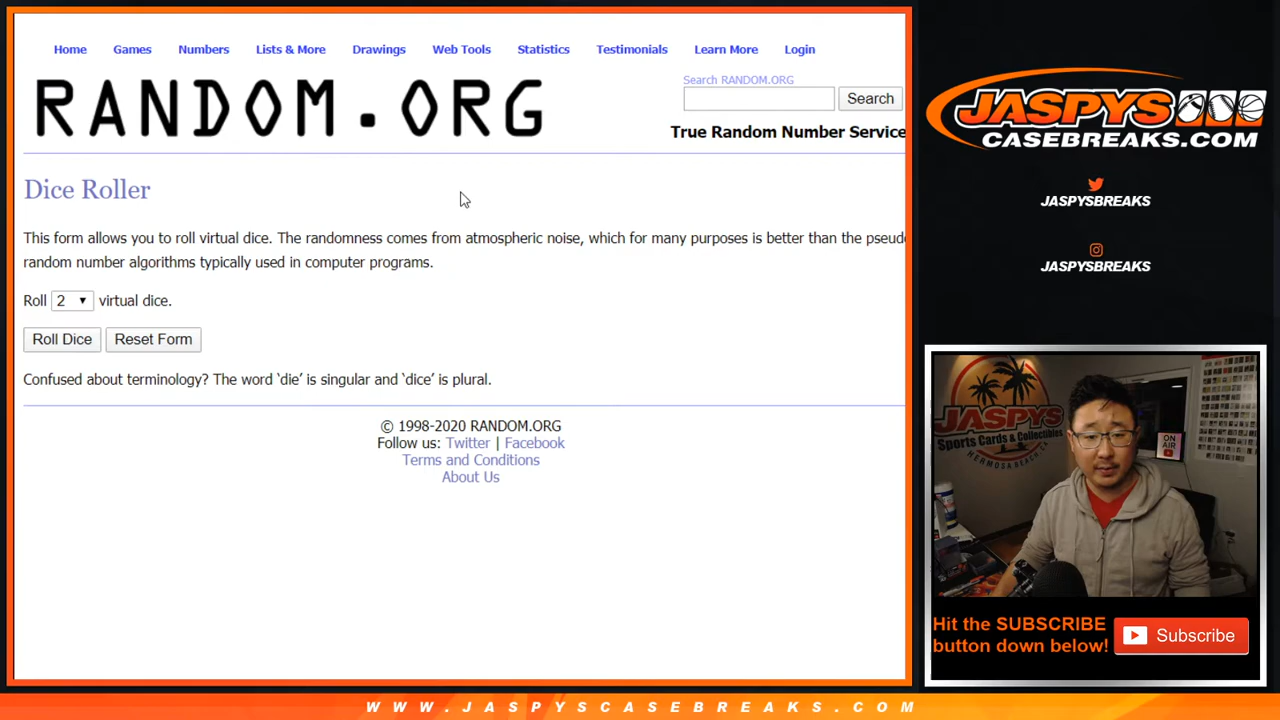 Home Games Numbers Lists & More Drawings Web Tools Statistics Testimonials Learn More Login
RANDOM.ORG
Search RANDOM.ORG
Search
True Random Number Service
Dice Roller
This form allows you to roll virtual dice. The randomness comes from atmospheric noise, which for many purposes is better than the pseudo
random number algorithms typically used in computer programs.
Roll 2 virtual dice.
Roll Dice Reset Form
Confused about terminology? The word ‘die’ is singular and ‘dice’ is plural.
© 1998-2020 RANDOM.ORG
Follow us: Twitter | Facebook
Terms and Conditions
About Us
JASPYS
CASEBREAKS.COM
JASPYSBREAKS
JASPYSBREAKS
JASPYS
Sports Cards & Collectibles
HERMOSA BEACH, CA
ON AIR
Hit the SUBSCRIBE
button down below!
Subscribe
WWW.JASPYSCASEBREAKS.COM